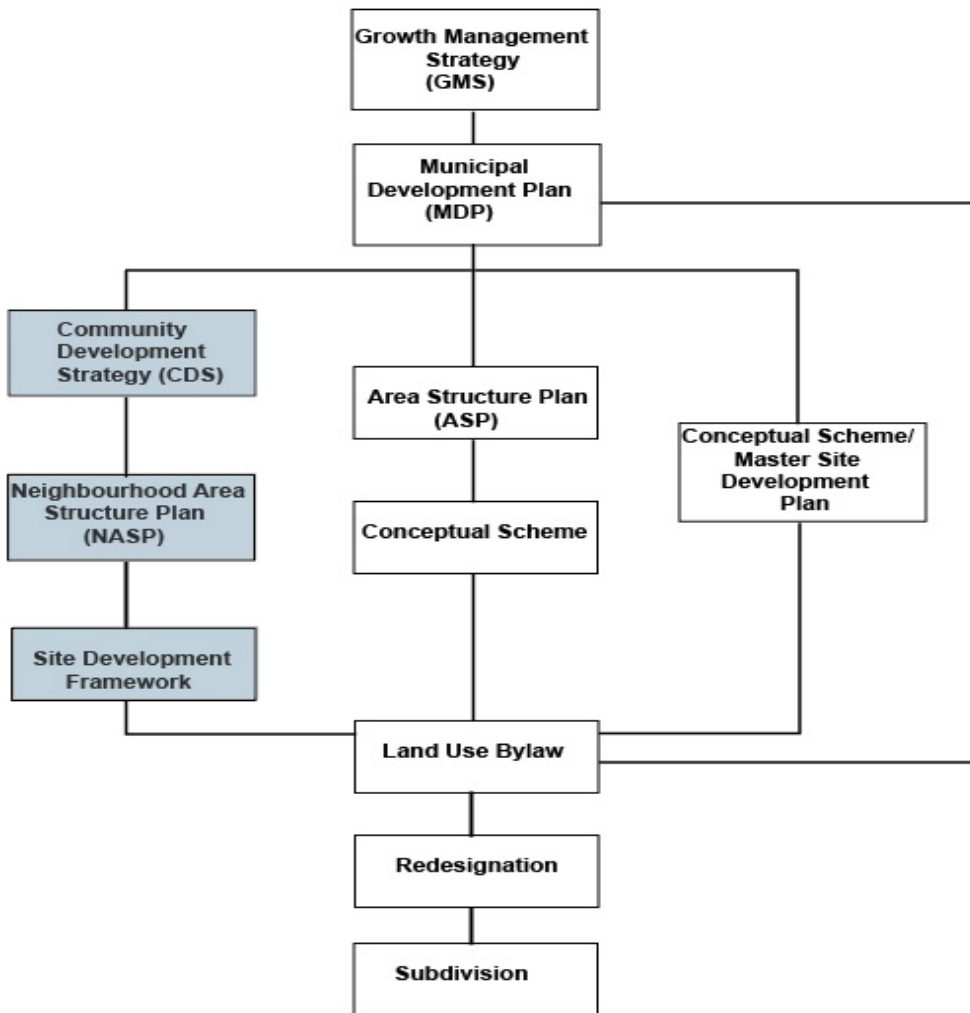 Growth Management
Strategy
(GMS)
Municipal
Development Plan
(MDP)
Community
Development
Strategy (CDS)
Area Structure Plan
(ASP)
Conceptual Scheme/
Master Site
Development
Plan
Neighbourhood Area
Structure Plan
(NASP)
Conceptual Scheme
Site Development
Framework
Land Use Bylaw
Redesignation
Subdivision